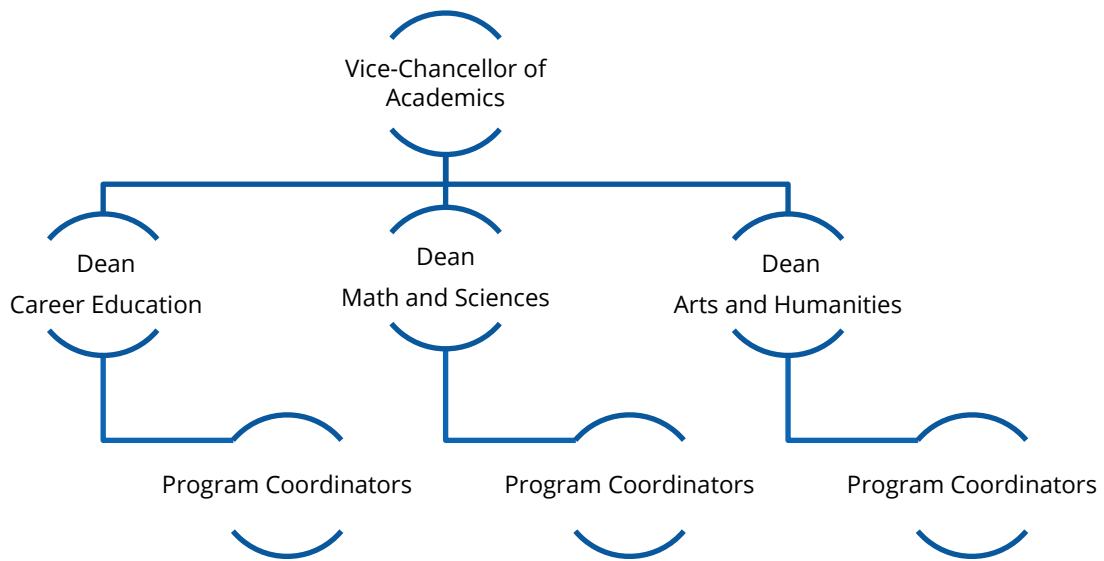 Vice-Chancellor of
Academics
Dean
Career Education
Dean
Math and Sciences
Dean
Arts and Humanities
Program Coordinators
Program Coordinators
Program Coordinators